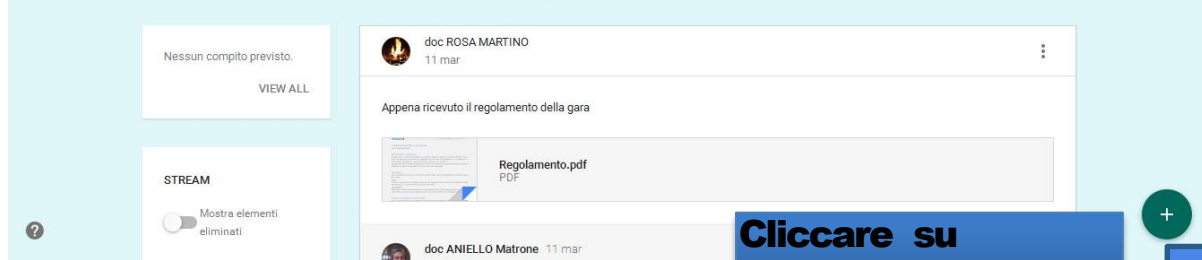 Nessun compito previsto.
VIEW ALL
STREAM
Mostra elementi
eliminati
doc ROSA MARTINO
11 mar
Appena ricevuto il regolamento della gara
Regolamento.pdf
PDF
doc ANIELLO Matrone 11 mar
Cliccare su
?
+